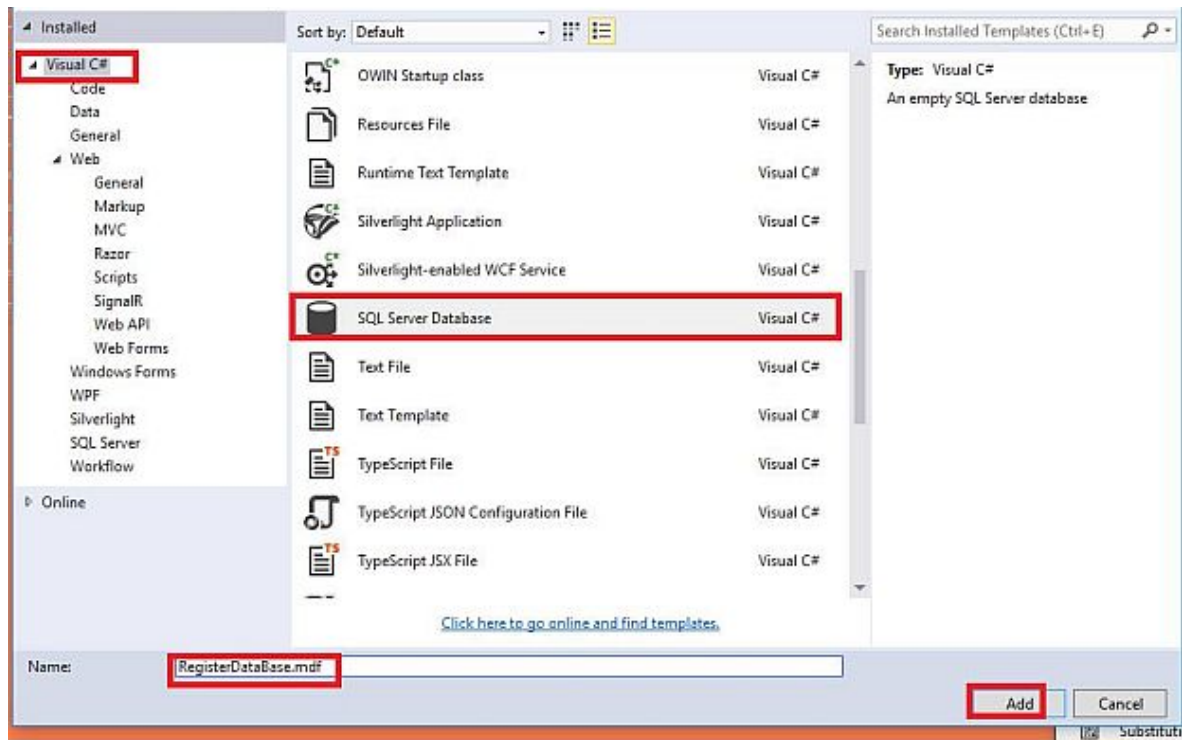 Installed
Sort by: Default
Search Installed Templates (Ctrl+E)
Visual C#
Code
Data
General
Web
General
Markup
MVC
Razor
Scripts
SignalR
Web API
Web Forms
Windows Forms
WPF
Silverlight
SQL Server
Workflow
Online
OWIN Startup class Visual C#
Resources File Visual C#
Runtime Text Template Visual C#
Silverlight Application Visual C#
Silverlight-enabled WCF Service Visual C#
SQL Server Database Visual C#
Text File Visual C#
Text Template Visual C#
TypeScript File Visual C#
TypeScript JSON Configuration File Visual C#
TypeScript JSX File Visual C#
Click here to go online and find templates.
Type: Visual C#
An empty SQL Server database
Name: RegisterDataBase.mdf
Add Cancel